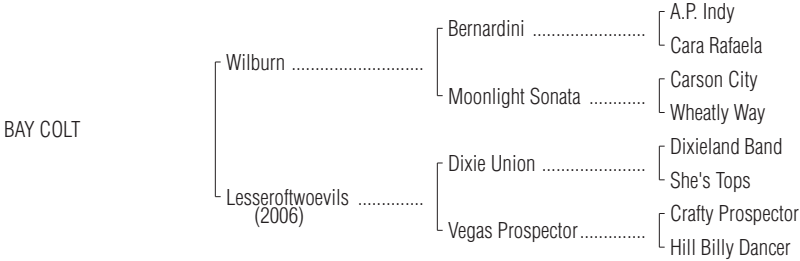 A.P. Indy
Bernardini ........................
Cara Rafaela
Wilburn ............................
Carson City
Moonlight Sonata ............
Wheatly Way
BAY COLT
Dixieland Band
Dixie Union ......................
She's Tops
Lesseroftwoevils ..............
(2006)
Crafty Prospector
Vegas Prospector..............
Hill Billy Dancer